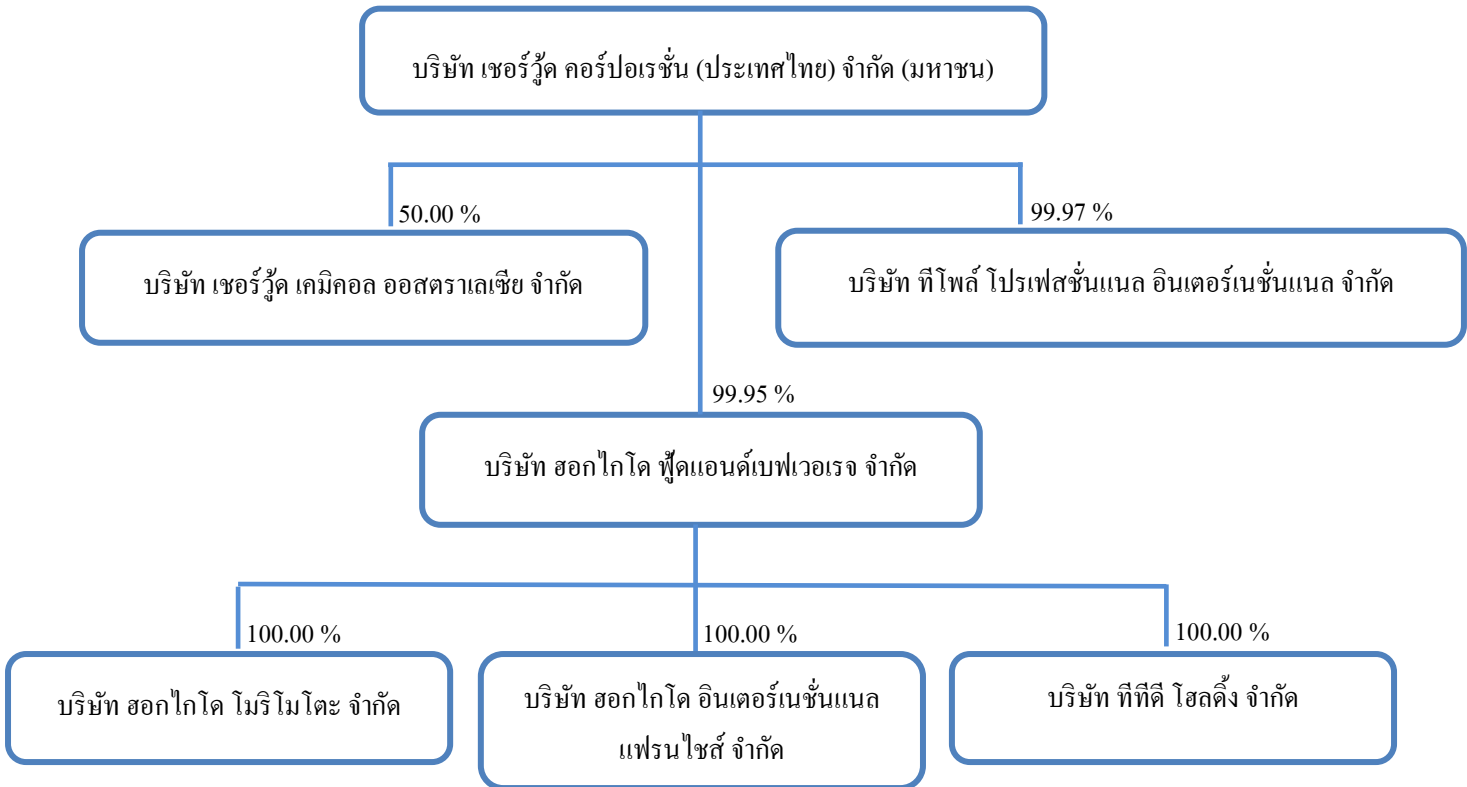 บริษัท เชอร์วู้ด คอร์ปอเรชั่น (ประเทศไทย) จำกัด (มหาชน)
50.00 %
99.97 %
บริษัท เชอร์วู้ด เคมิคอล ออสตราเลเซีย จำกัด
บริษัท ทีโพล์ โปรเฟสชั่นแนล อินเตอร์เนชั่นแนล จำกัด
99.95 %
บริษัท ฮอกไกโด ฟู้ดแอนด์เบฟเวอเรจ จำกัด
100.00 %
100.00 %
100.00 %
บริษัท ฮอกไกโด โมริโมโตะ จำกัด
บริษัท ฮอกไกโด อินเตอร์เนชั่นแนล
แฟรนไชส์ จำกัด
บริษัท ทีทีดี โฮลดิ้ง จำกัด